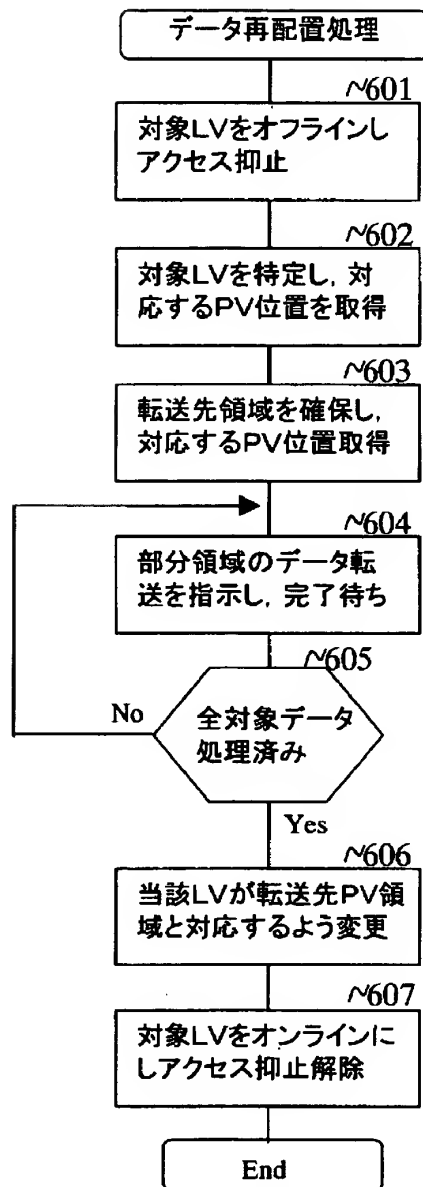 データ再配置処理
~601
対象LVをオフラインし
アクセス抑止
~602
対象LVを特定し, 対
応するPV位置を取得
~603
転送先領域を確保し,
対応するPV位置取得
~604
部分領域のデータ転
送を指示し, 完了待ち
~605
全対象データ
処理済み
No
Yes
~606
当該LVが転送先PV領
域と対応するよう変更
~607
対象LVをオンラインに
しアクセス抑止解除
End